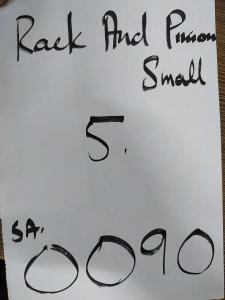 Rack And Pinion
Small
5.
SA.
0090